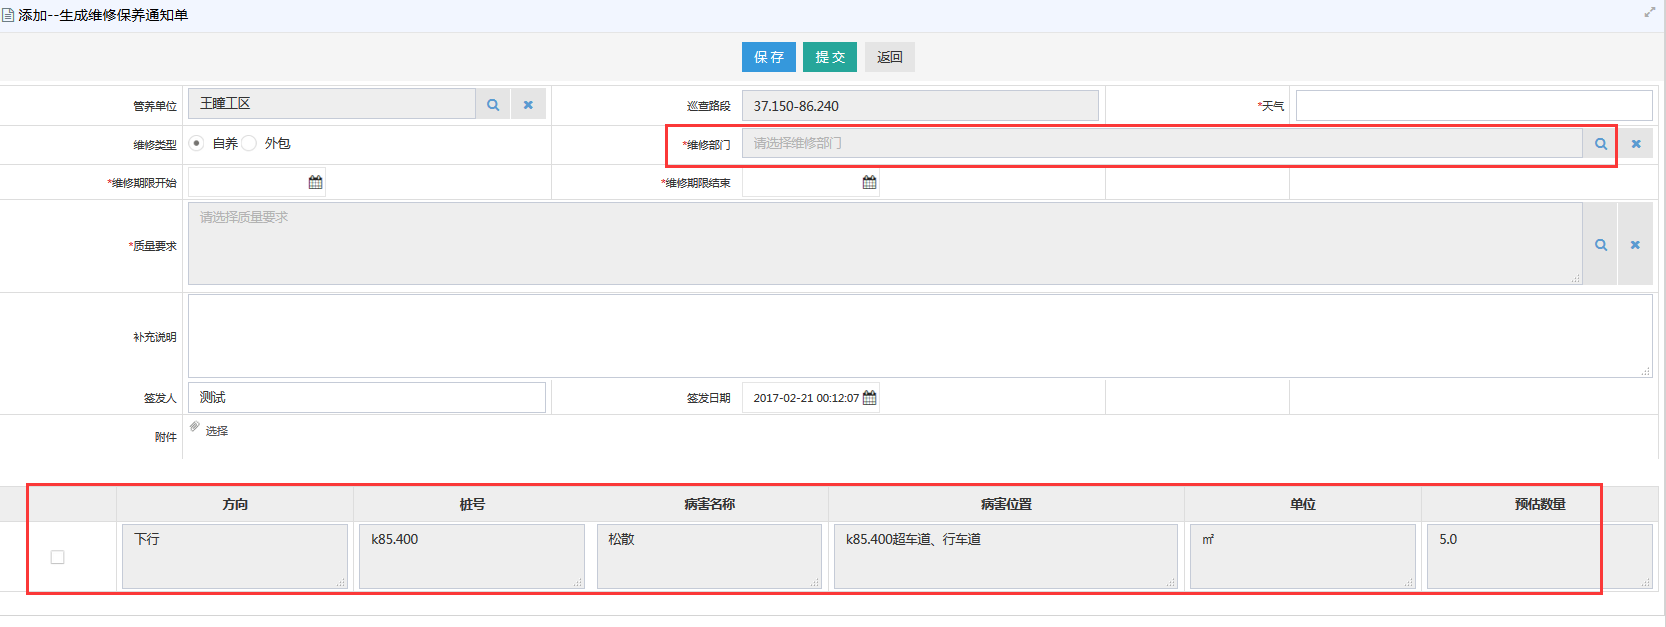 添加--生成维修保养通知单
保 存 提 交 返回
管养单位 王疃工区 巡查路段 37.150-86.240 *天气
维修类型 自养 外包 *维修部门 请选择维修部门
*维修期限开始 *维修期限结束
*质量要求 请选择质量要求
补充说明
签发人 测试 签发日期 2017-02-21 00:12:07
附件 选择
方向 桩号 病害名称 病害位置 单位 预估数量
下行 k85.400 松散 k85.400超车道、行车道 ㎡ 5.0